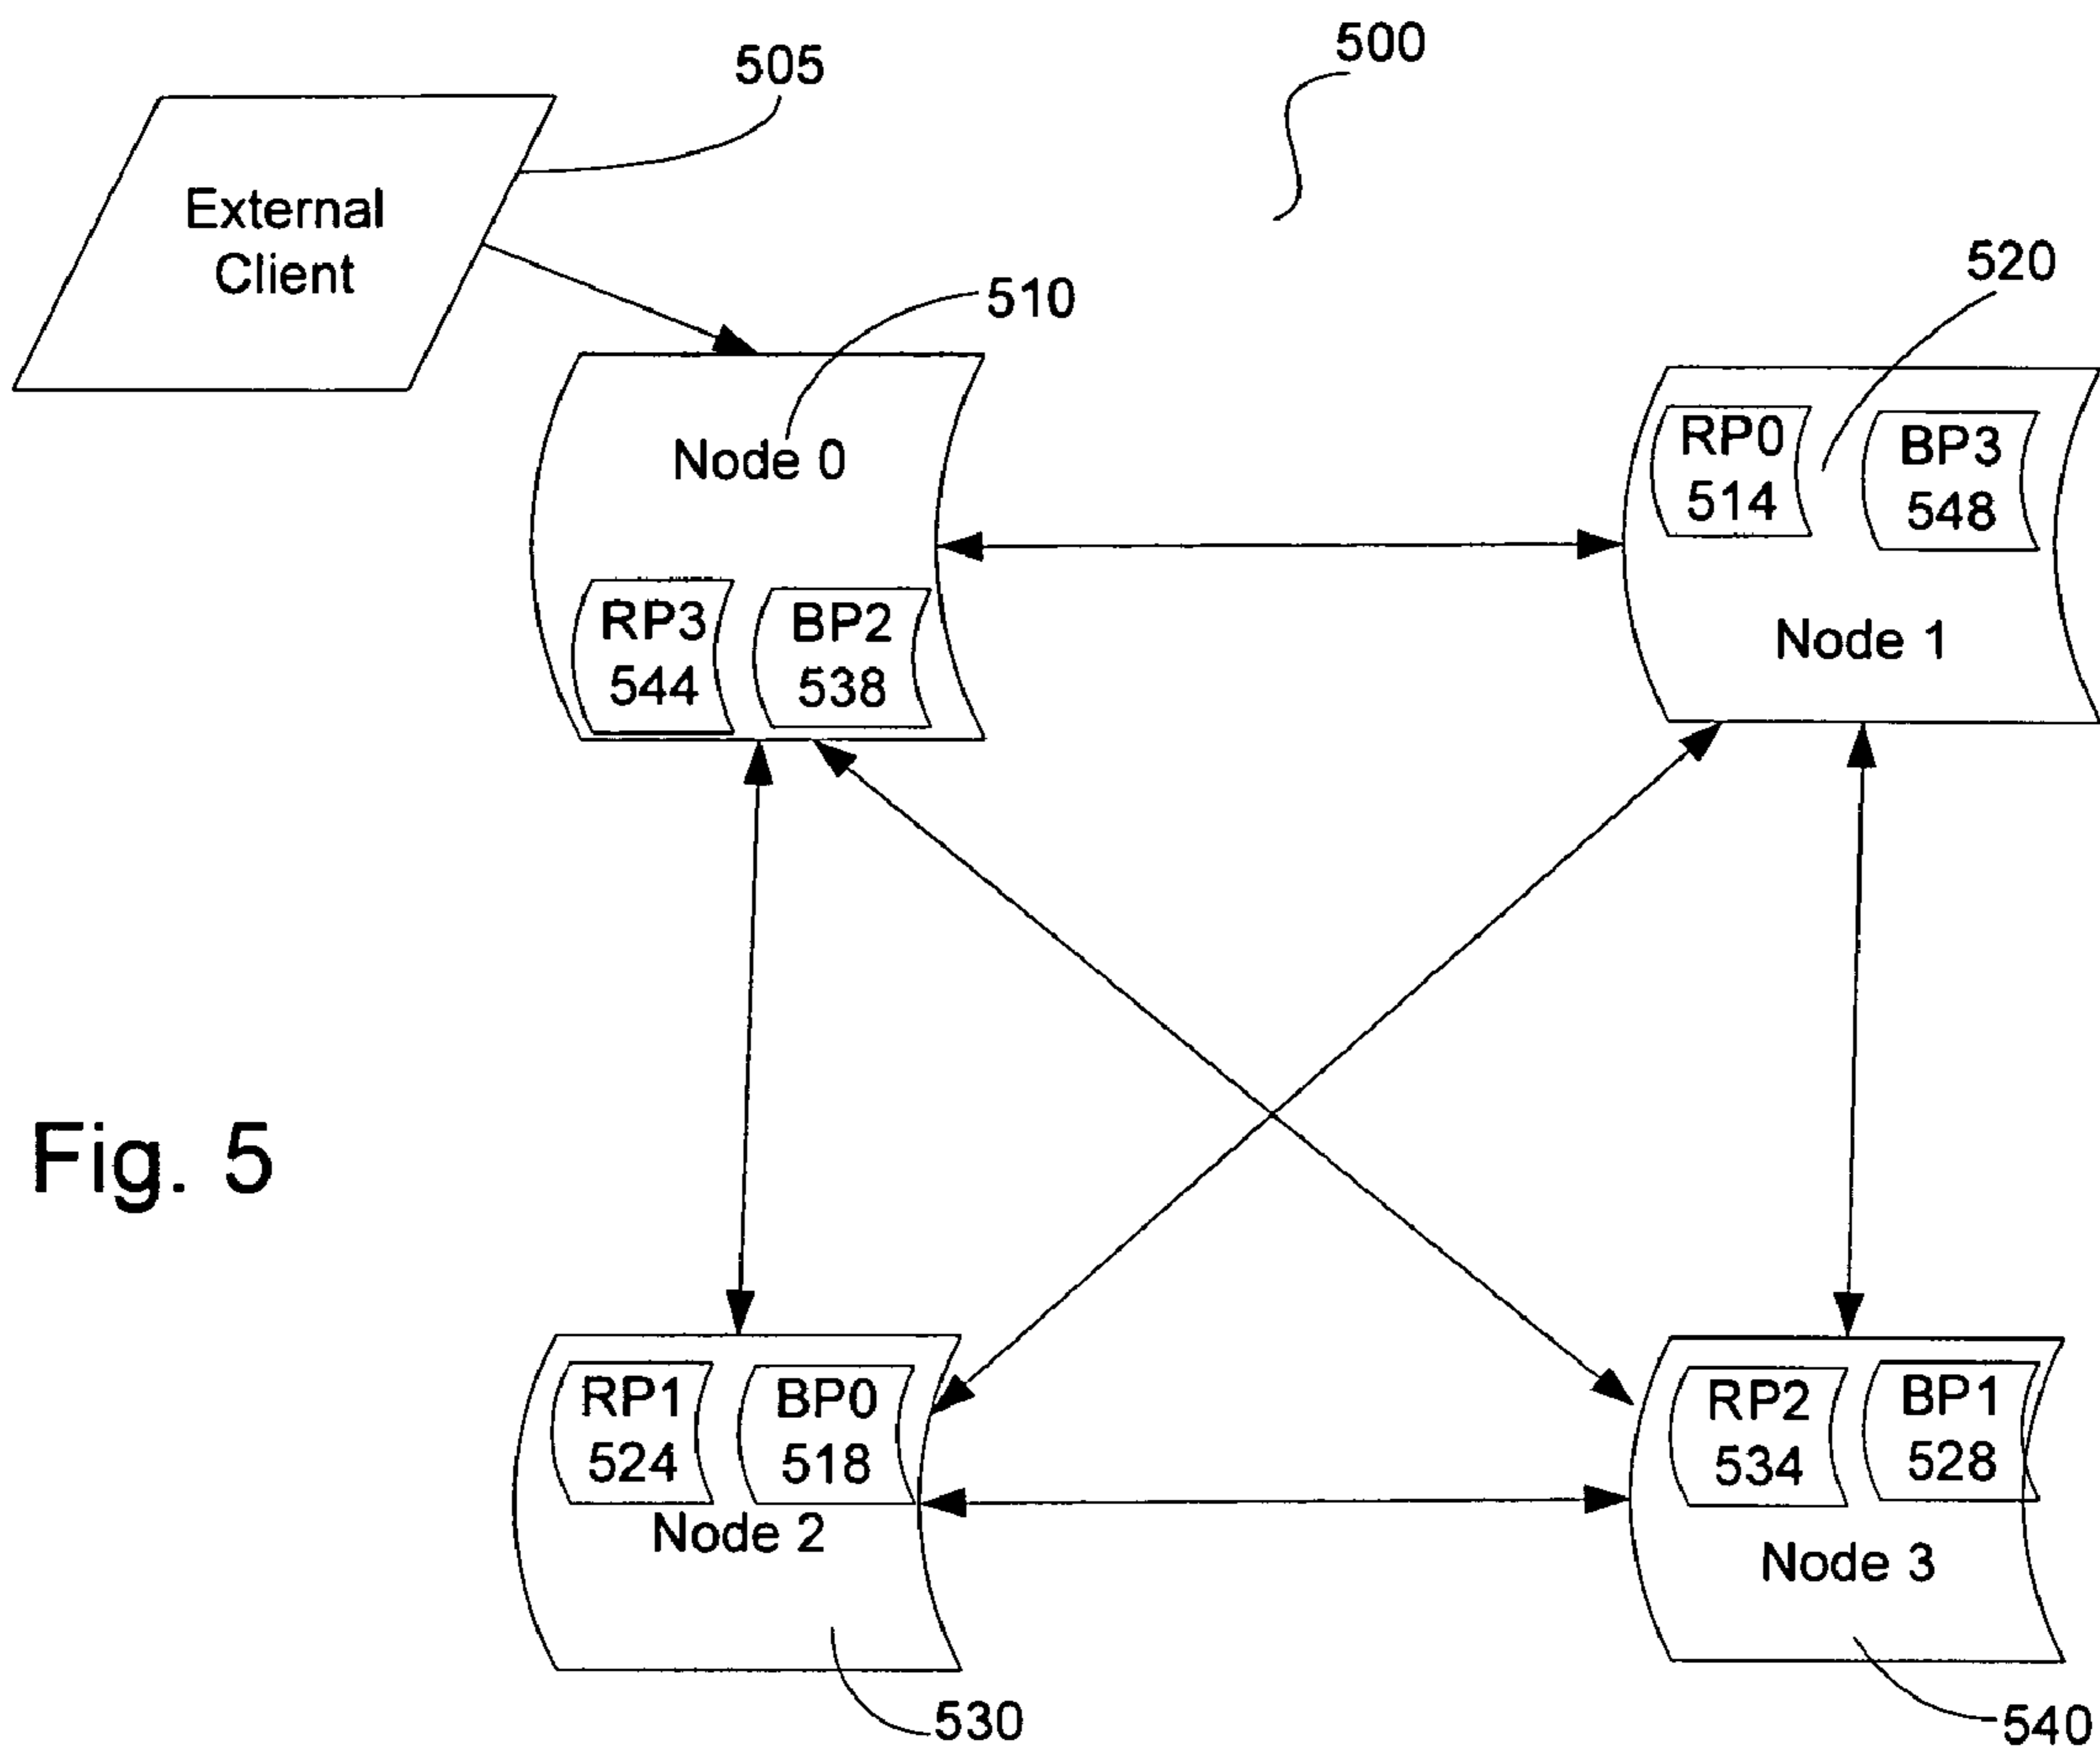 500
505
External
Client
520
510
Node 0
RP0
514
BP3
548
Node 1
RP3
544
BP2
538
Fig. 5
RP1
524
BP0
518
Node 2
RP2
534
BP1
528
Node 3
530
540